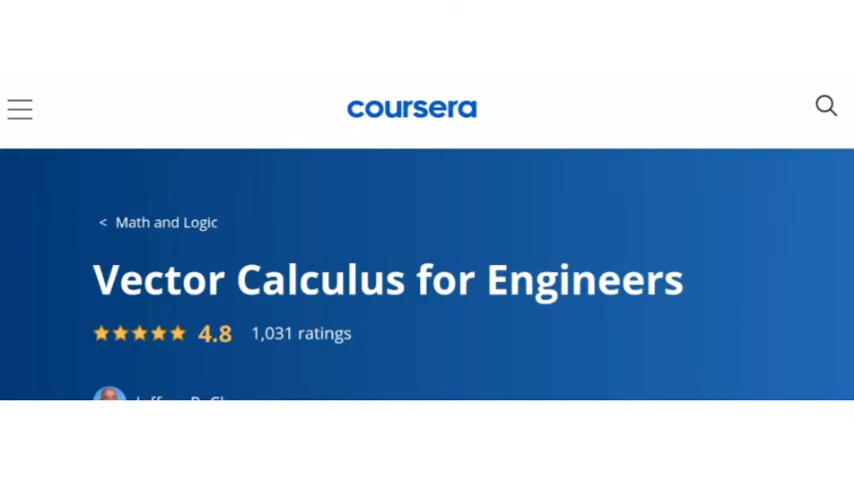 coursera
< Math and Logic
Vector Calculus for Engineers
4.8 1,031 ratings